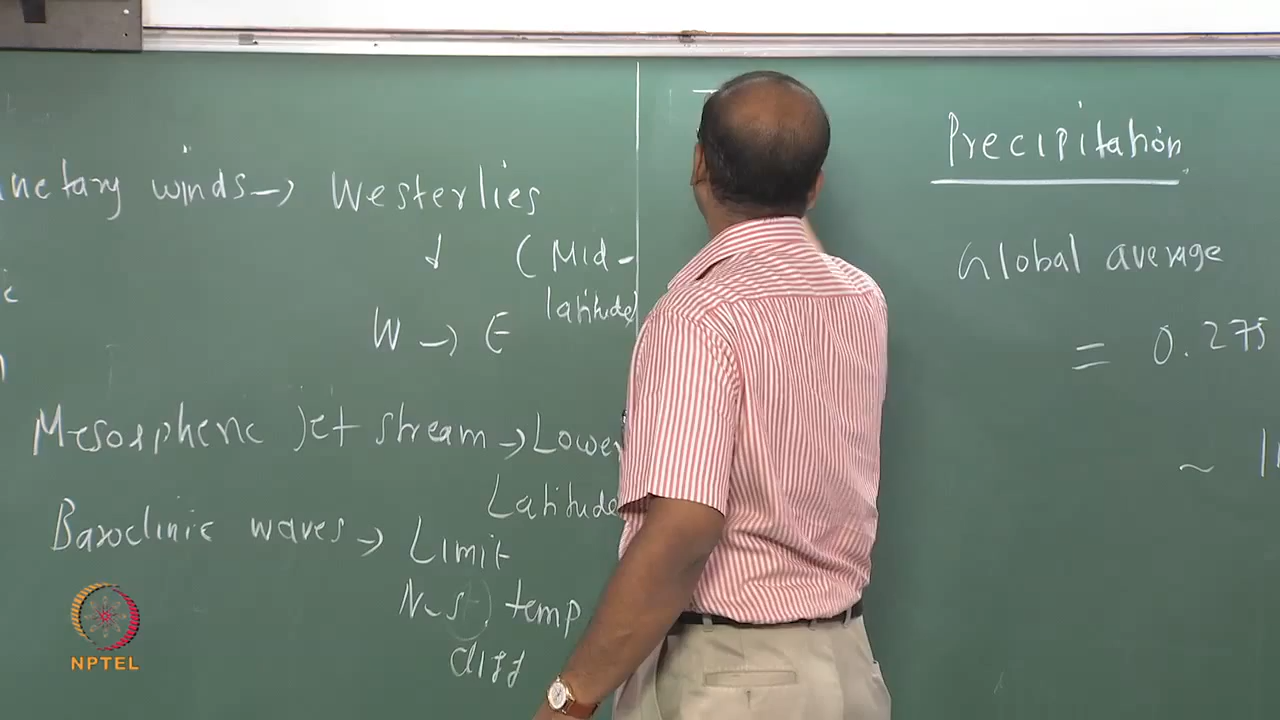 netary winds → Westerlies
↓ (Mid-
latitude)
W → E
Mesospheric Jet stream → Lower
Latitude
Baroclinic waves → Limit
N-S temp
diff
Precipitation
Global average
= 0.275
~
NPTEL